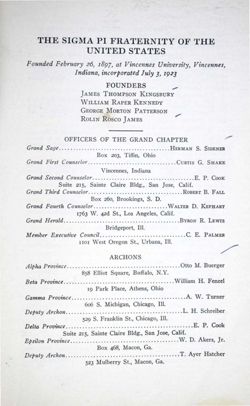 THE SIGMA PI FRATERNITY OF THE
UNITED STATES
Founded February 26, 1897, at Vincennes University, Vincennes,
Indiana, incorporated July 3, 1923
FOUNDERS
JAMES THOMPSON KINGSBURY
WILLIAM RAPER KENNEDY
GEORGE MORTON PATTERSON
ROLIN ROSCO JAMES
OFFICERS OF THE GRAND CHAPTER
Grand Sage HERMAN S. SIDENER
Box 203, Tiffin, Ohio
Grand First Counselor CURTIS G. SHAKE
Vincennes, Indiana
Grand Second Counselor E. P. COOK
Suite 215, Sainte Claire Bldg., San Jose, Calif.
Grand Third Counselor ROBERT B. FALL
Box 260, Brookings, S. D.
Grand Fourth Counselor WALTER D. KEPHART
1763 W. 42d St., Los Angeles, Calif.
Grand Herald BYRON R. LEWIS
Bridgeport, Ill.
Member Executive Council C. E. PALMER
1101 West Oregon St., Urbana, Ill.
ARCHONS
Alpha Province Otto M. Buerger
858 Elliot Square, Buffalo, N.Y.
Beta Province William H. Fenzel
19 Park Place, Athens, Ohio
Gamma Province A. W. Turner
606 S. Michigan, Chicago, Ill.
Deputy Archon L. H. Schreiber
529 S. Franklin St., Chicago, Ill.
Delta Province E. P. Cook
Suite 215, Sainte Claire Bldg., San Jose, Calif.
Epsilon Province W. D. Akers, Jr.
Box 468, Macon, Ga.
Deputy Archon T. Ayer Hatcher
523 Mulberry St., Macon, Ga.